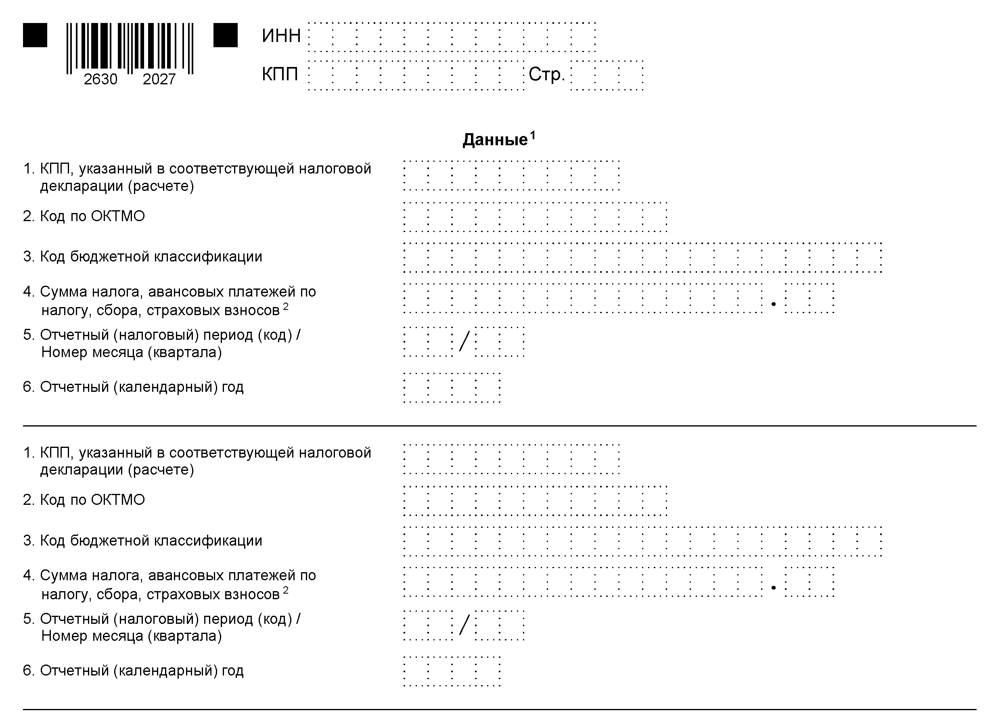 2630 2027
ИНН
КПП Стр.
Данные¹
1. КПП, указанный в соответствующей налоговой
декларации (расчете)
2. Код по ОКТМО
3. Код бюджетной классификации
4. Сумма налога, авансовых платежей по
налогу, сбора, страховых взносов² .
5. Отчетный (налоговый) период (код) /
Номер месяца (квартала) /
6. Отчетный (календарный) год
1. КПП, указанный в соответствующей налоговой
декларации (расчете)
2. Код по ОКТМО
3. Код бюджетной классификации
4. Сумма налога, авансовых платежей по
налогу, сбора, страховых взносов² .
5. Отчетный (налоговый) период (код) /
Номер месяца (квартала) /
6. Отчетный (календарный) год